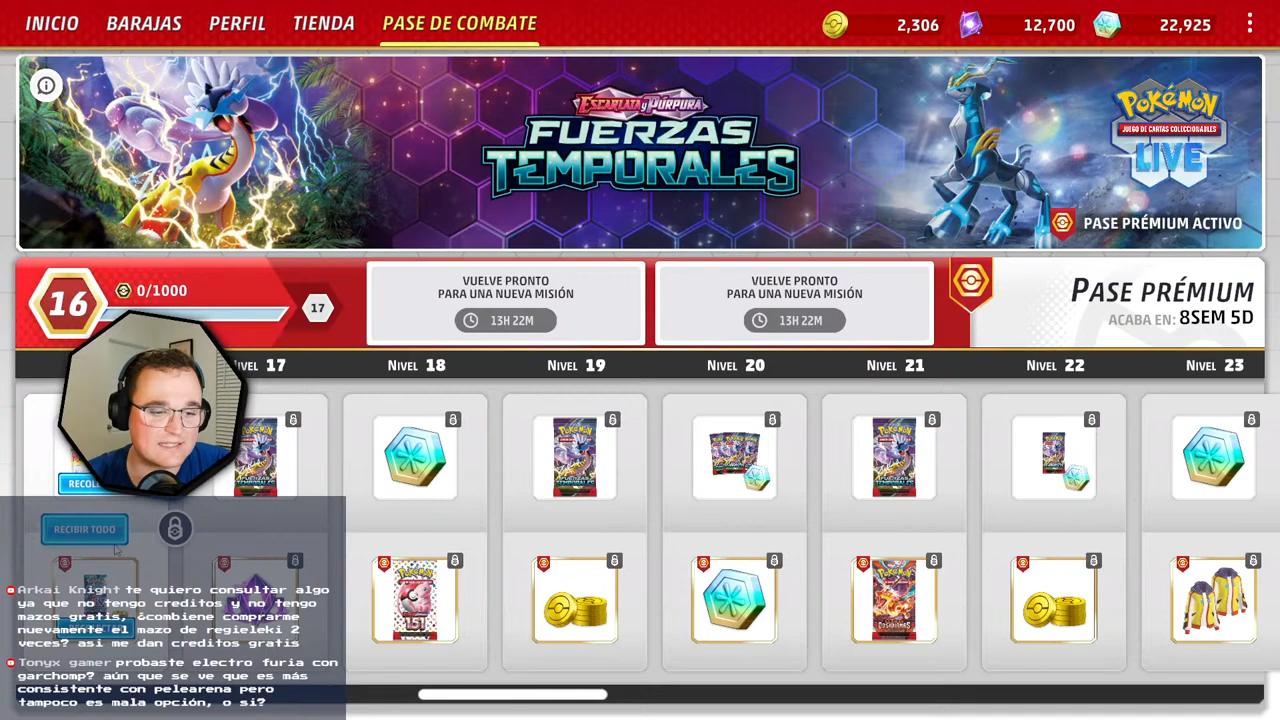 INICIO
BARAJAS
PERFIL
TIENDA
PASE DE COMBATE
2,306
12,700
22,925
ESCARLATA Y PÚRPURA
FUERZAS
TEMPORALES
POKÉMON
JUEGO DE CARTAS COLECCIONABLES
LIVE
PASE PRÉMIUM ACTIVO
16
0/1000
17
VUELVE PRONTO
PARA UNA NUEVA MISIÓN
13H 22M
VUELVE PRONTO
PARA UNA NUEVA MISIÓN
13H 22M
PASE PRÉMIUM
ACABA EN: 8SEM 5D
NIVEL 18
NIVEL 19
NIVEL 20
NIVEL 21
NIVEL 22
NIVEL 23
RECIBIR TODO
151
Arkai Knight te quiero consultar algo
ya que no tengo creditos y no tengo
mazos gratis, ¿combiene comprarme
nuevamente el mazo de regieleki 2
veces? asi me dan creditos gratis
Tonyx gamer probaste electro furia con
garchomp? aún que se ve que es más
consistente con pelearena pero
tampoco es mala opción, o si?